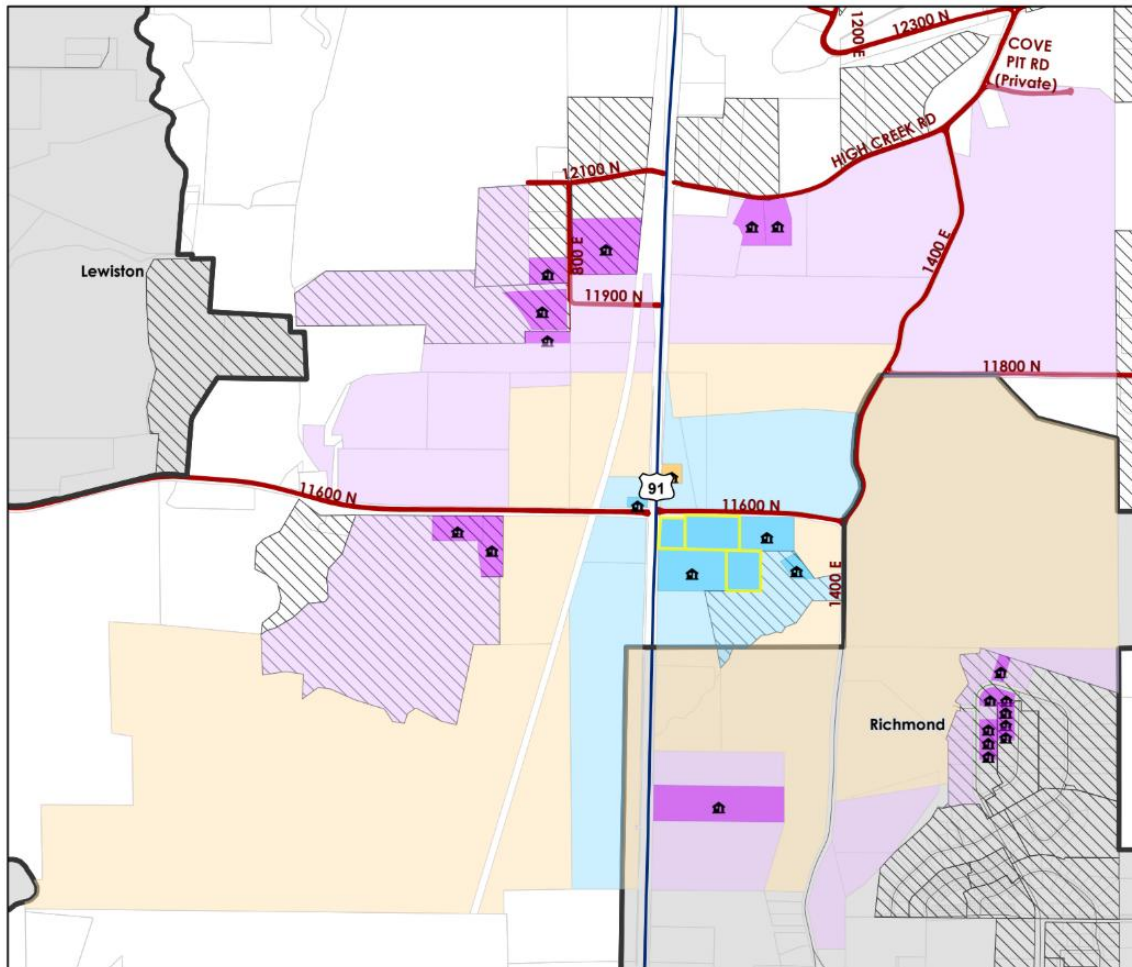 1200 E
12300 N
COVE
PIT RD
(Private)
HIGH CREEK RD
12100 N
Lewiston
800 E
1400 E
11900 N
11800 N
91
11600 N
11600 N
1400 E
Richmond